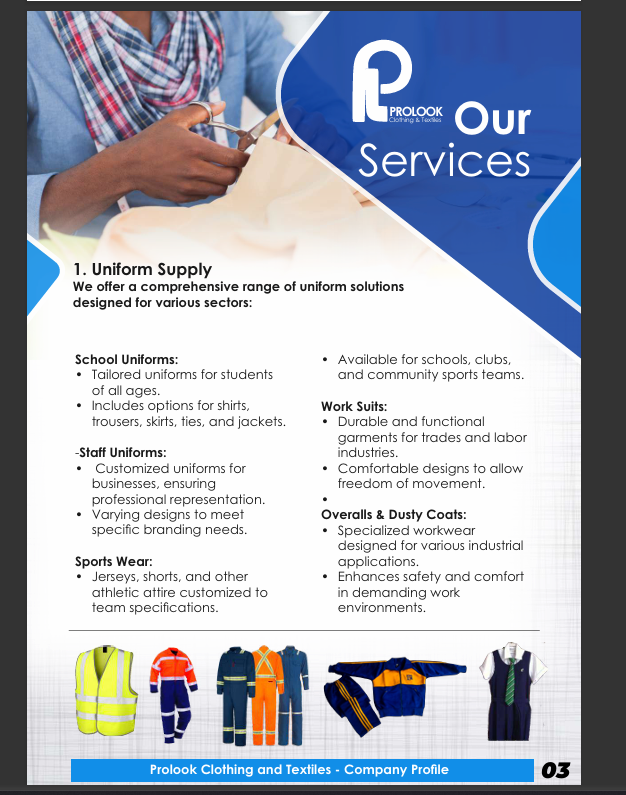 PROLOOK
Clothing & Textiles
Our
Services
1. Uniform Supply
We offer a comprehensive range of uniform solutions
designed for various sectors:
School Uniforms:
• Tailored uniforms for students
of all ages.
• Includes options for shirts,
trousers, skirts, ties, and jackets.
-Staff Uniforms:
• Customized uniforms for
businesses, ensuring
professional representation.
• Varying designs to meet
specific branding needs.
Sports Wear:
• Jerseys, shorts, and other
athletic attire customized to
team specifications.
• Available for schools, clubs,
and community sports teams.
Work Suits:
• Durable and functional
garments for trades and labor
industries.
• Comfortable designs to allow
freedom of movement.
•
Overalls & Dusty Coats:
• Specialized workwear
designed for various industrial
applications.
• Enhances safety and comfort
in demanding work
environments.
Prolook Clothing and Textiles - Company Profile
03